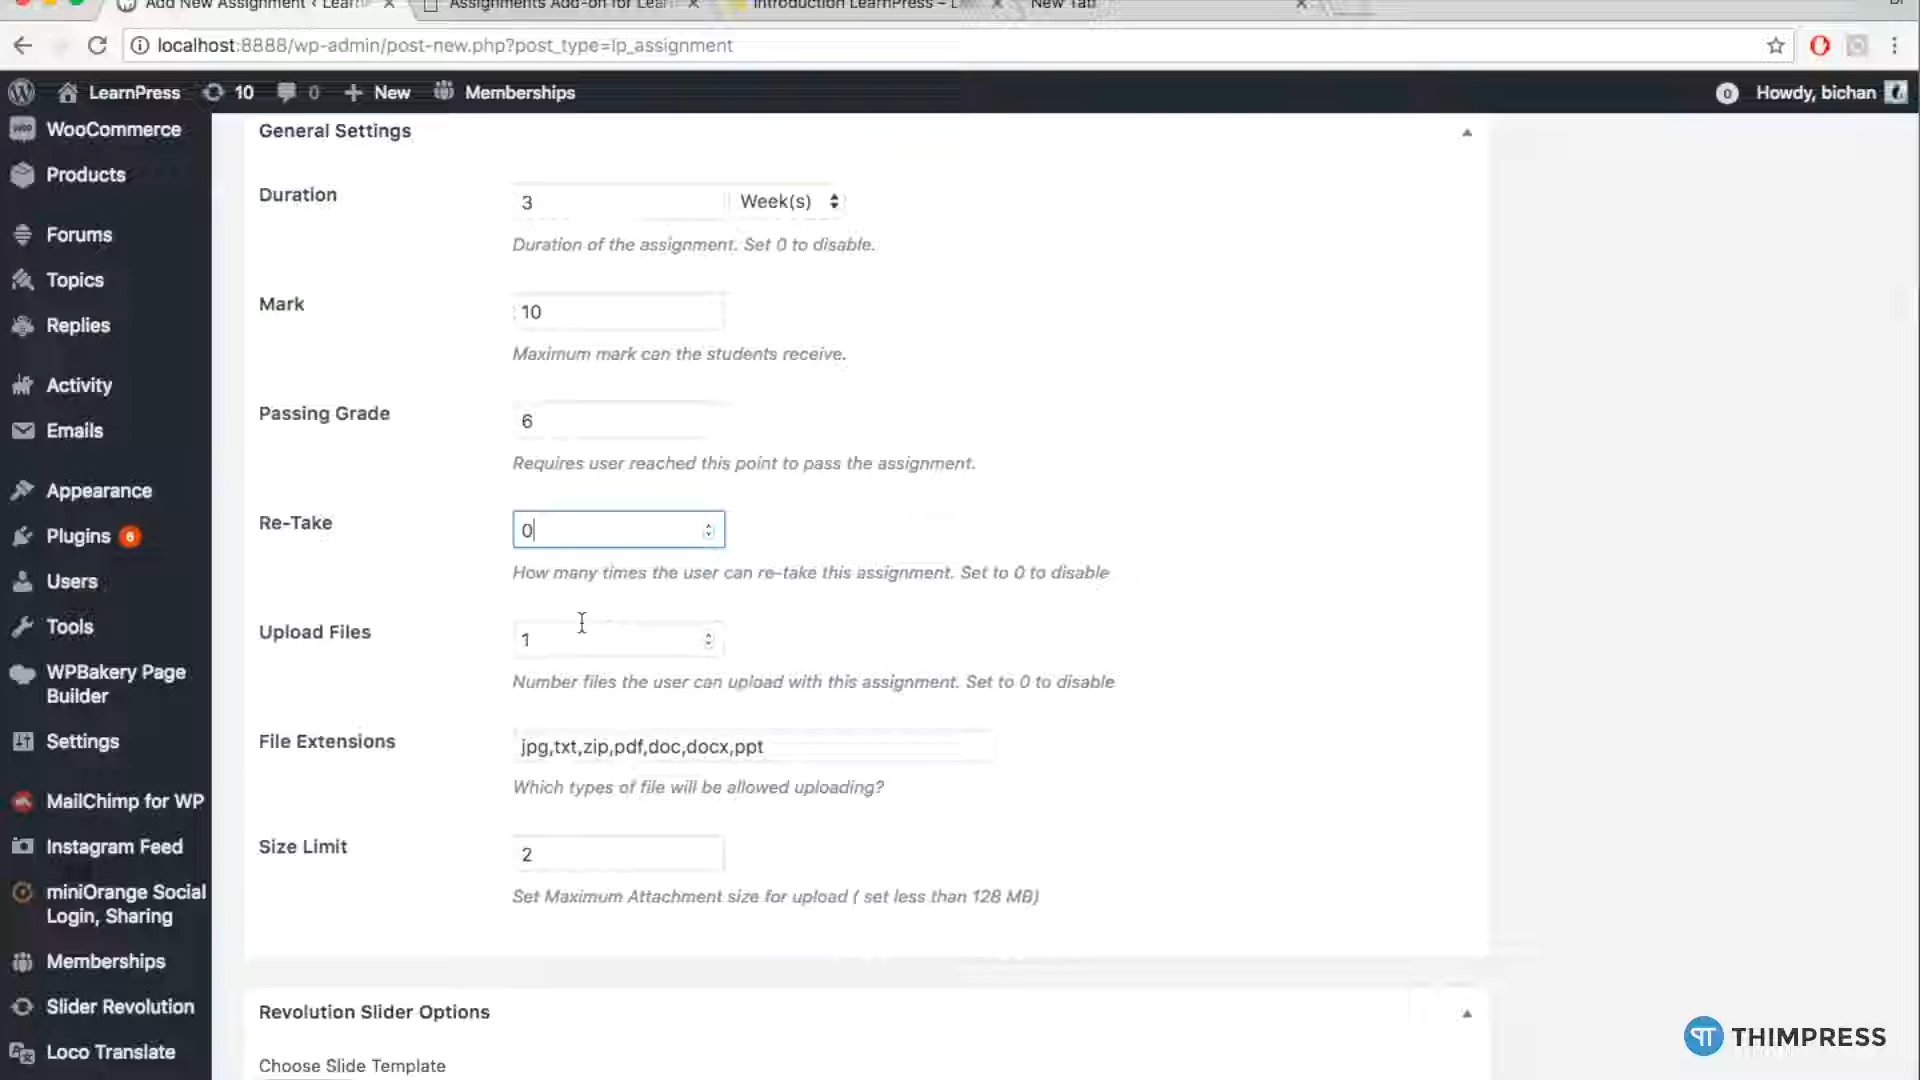 Add New Assignment ‹ Lear
Assignments Add-on for Lear
Introduction LearnPress – L
New Tab
localhost:8888/wp-admin/post-new.php?post_type=lp_assignment
LearnPress 10 0 New Memberships
0 Howdy, bichan
WooCommerce
Products
Forums
Topics
Replies
Activity
Emails
Appearance
Plugins 6
Users
Tools
WPBakery Page
Builder
Settings
MailChimp for WP
Instagram Feed
miniOrange Social
Login, Sharing
Memberships
Slider Revolution
Loco Translate
General Settings
Duration
3 Week(s)
Duration of the assignment. Set 0 to disable.
Mark
10
Maximum mark can the students receive.
Passing Grade
6
Requires user reached this point to pass the assignment.
Re-Take
0
How many times the user can re-take this assignment. Set to 0 to disable
Upload Files
1
Number files the user can upload with this assignment. Set to 0 to disable
File Extensions
jpg,txt,zip,pdf,doc,docx,ppt
Which types of file will be allowed uploading?
Size Limit
2
Set Maximum Attachment size for upload ( set less than 128 MB)
Revolution Slider Options
Choose Slide Template
THIMPRESS